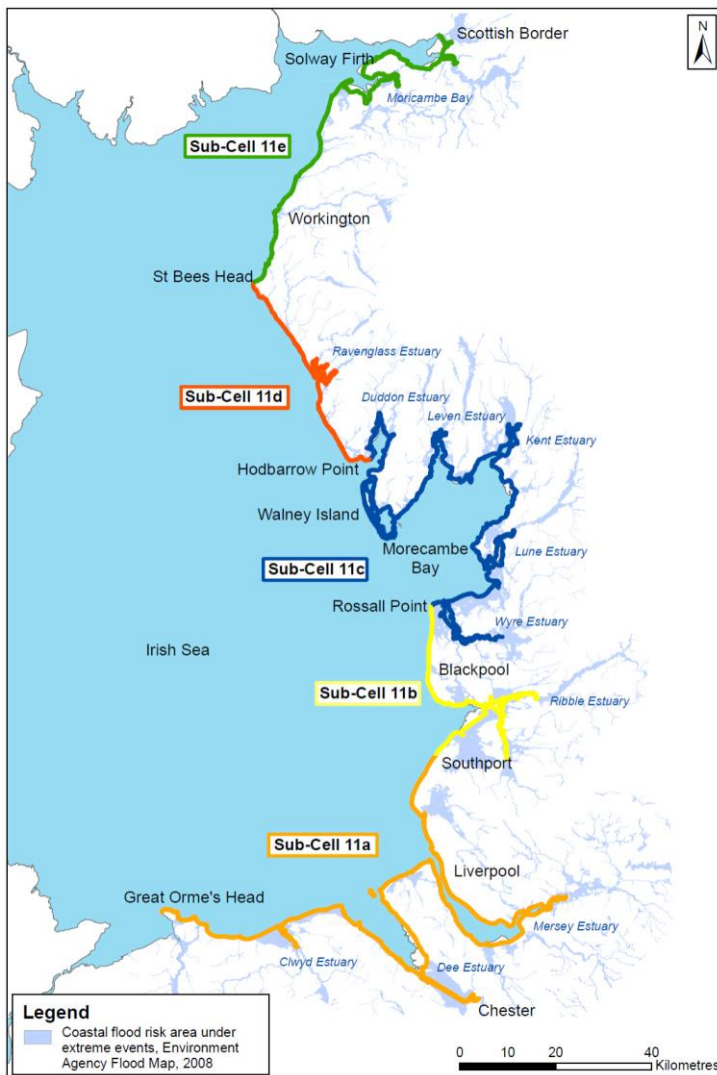 N
Scottish Border
Solway Firth
Moricambe Bay
Sub-Cell 11e
Workington
St Bees Head
Ravenglass Estuary
Sub-Cell 11d
Duddon Estuary
Leven Estuary
Kent Estuary
Hodbarrow Point
Walney Island
Morecambe
Bay
Lune Estuary
Sub-Cell 11c
Rossall Point
Wyre Estuary
Irish Sea
Blackpool
Sub-Cell 11b
Ribble Estuary
Southport
Sub-Cell 11a
Liverpool
Great Orme's Head
Mersey Estuary
Clwyd Estuary
Dee Estuary
Chester
Legend
Coastal flood risk area under
extreme events, Environment
Agency Flood Map, 2008
0 10 20 40
Kilometres